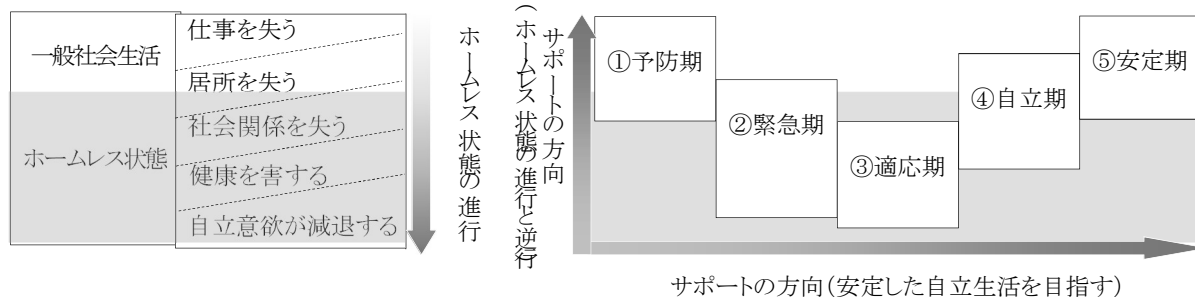 一般社会生活
ホームレス状態
仕事を失う
居所を失う
社会関係を失う
健康を害する
自立意欲が減退する
ホームレス状態の進行
サポートの方向
(ホームレス状態の進行と逆行
①予防期
②緊急期
③適応期
④自立期
⑤安定期
サポートの方向(安定した自立生活を目指す)